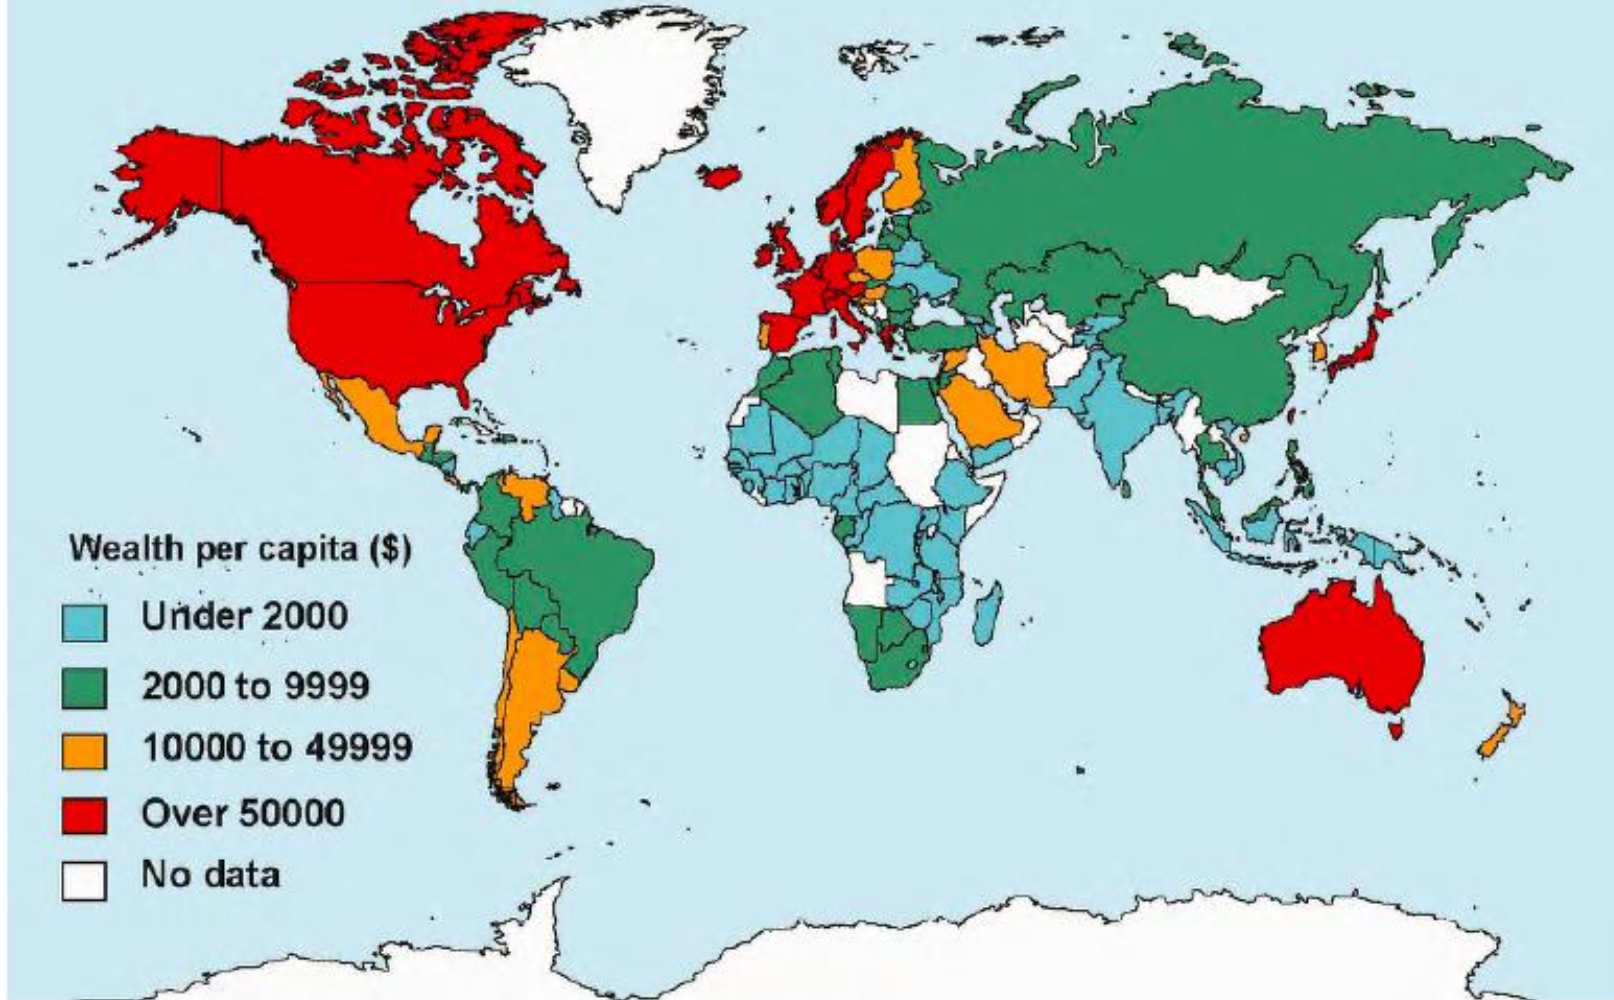 Wealth per capita ($)
Under 2000
2000 to 9999
10000 to 49999
Over 50000
No data